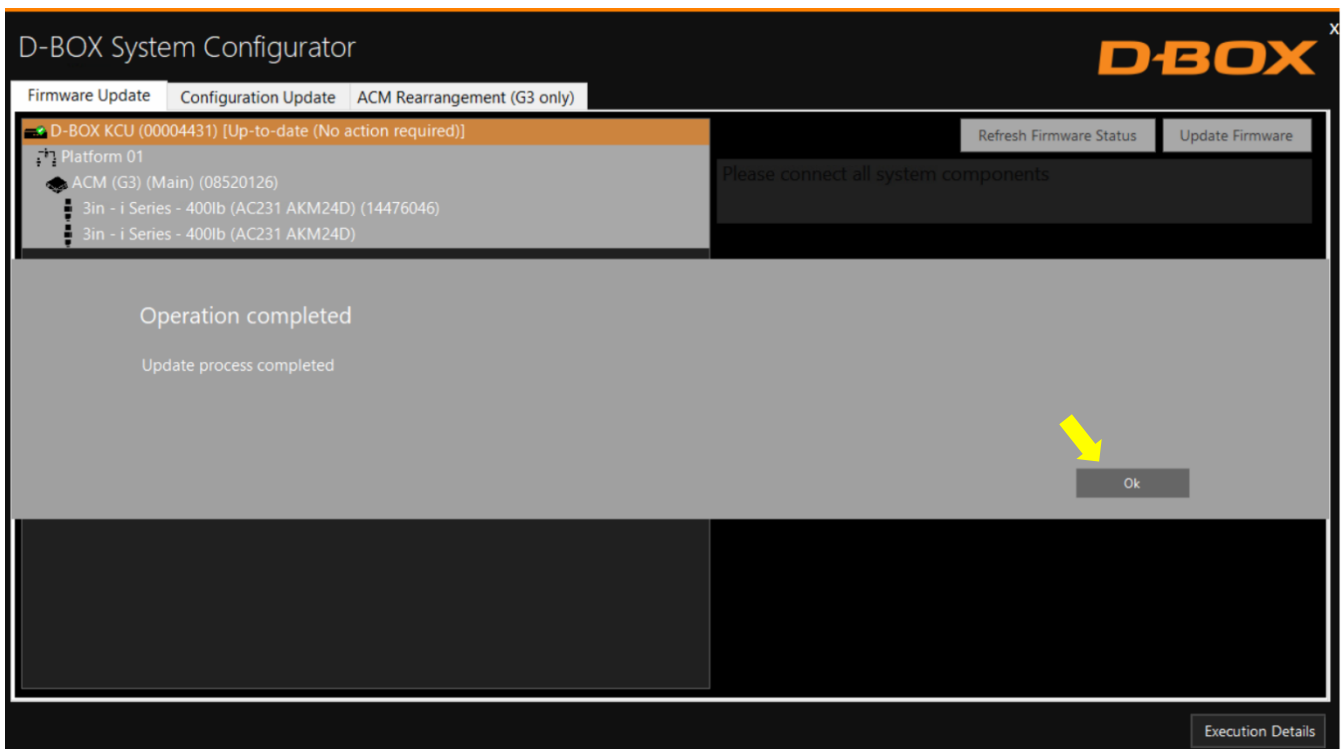 D-BOX System Configurator
D-BOX
x
Firmware Update Configuration Update ACM Rearrangement (G3 only)
D-BOX KCU (00004431) [Up-to-date (No action required)]
Refresh Firmware Status Update Firmware
Platform 01
Please connect all system components
ACM (G3) (Main) (08520126)
3in - i Series - 400lb (AC231 AKM24D) (14476046)
3in - i Series - 400lb (AC231 AKM24D)
Operation completed
Update process completed
Ok
Execution Details